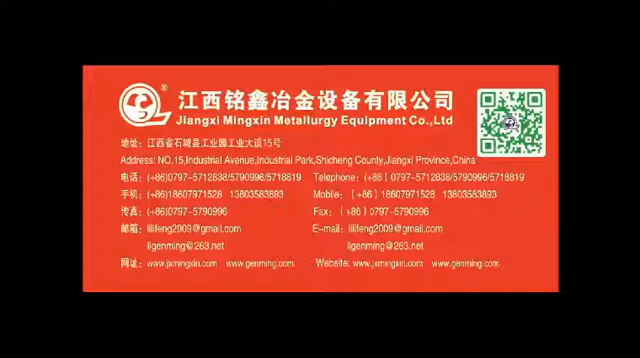 江西铭鑫冶金设备有限公司
Jiangxi Mingxin Metallurgy Equipment Co.,Ltd
地址：江西省石城县工业园工业大道15号
Address: NO.15,Industrial Avenue,Industrial Park,Shicheng County,Jiangxi Province,China
电话：(+86)0797-5712838/5790996/5718819 Telephone：(+86 ) 0797-5712838/5790996/5718819
手机：(+86)18607971528 13803583893 Mobile：（+86 ) 18607971528 13803583893
传真：(+86)0797-5790996 Fax：（+86 ) 0797-5790996
邮箱：lllifeng2009@gmail.com E-mail：lllifeng2009@gmail.com
ligenming@263.net ligenming@263.net
网址：www.jxmingxin.com www.genming.com Website: www.jxmingxin.com www.genming.com